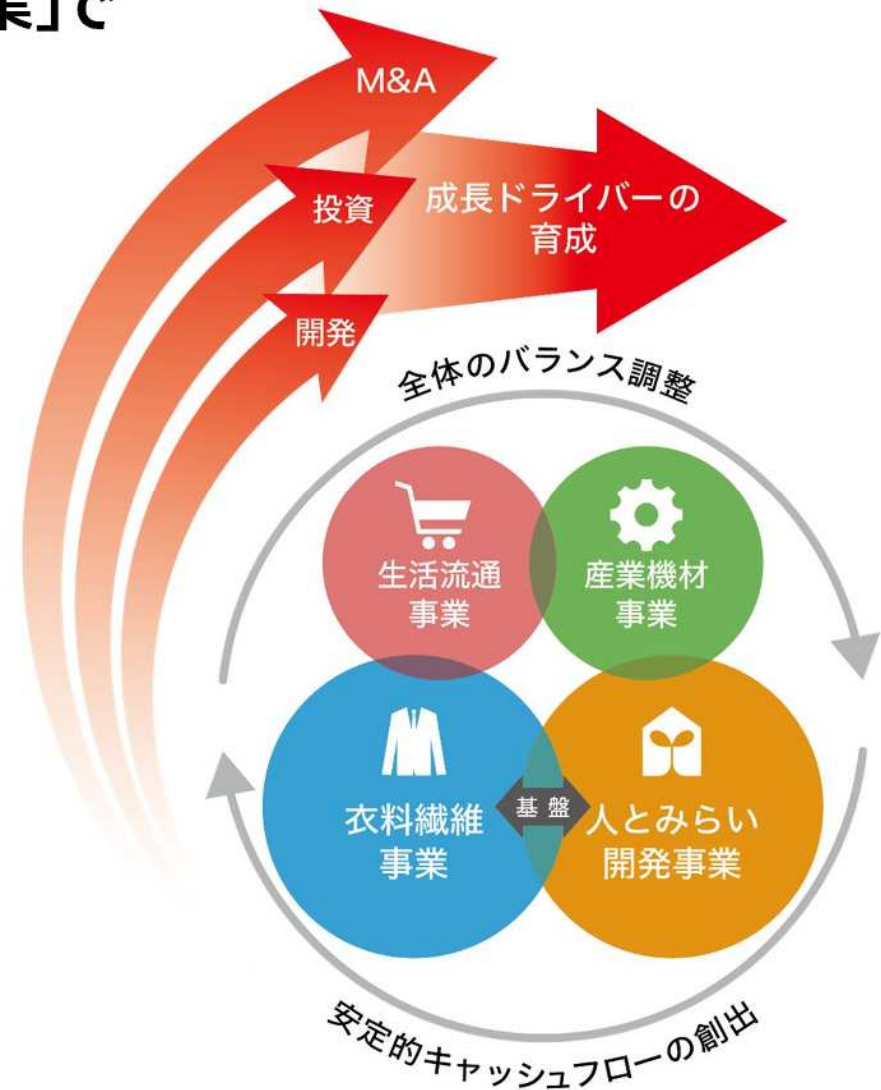 」で
M&A
投資
成長ドライバーの
育成
開発
全体のバランス調整
生活流通
事業
産業機材
事業
衣料繊維
事業
基盤
人とみらい
開発事業
安定的キャッシュフローの創出